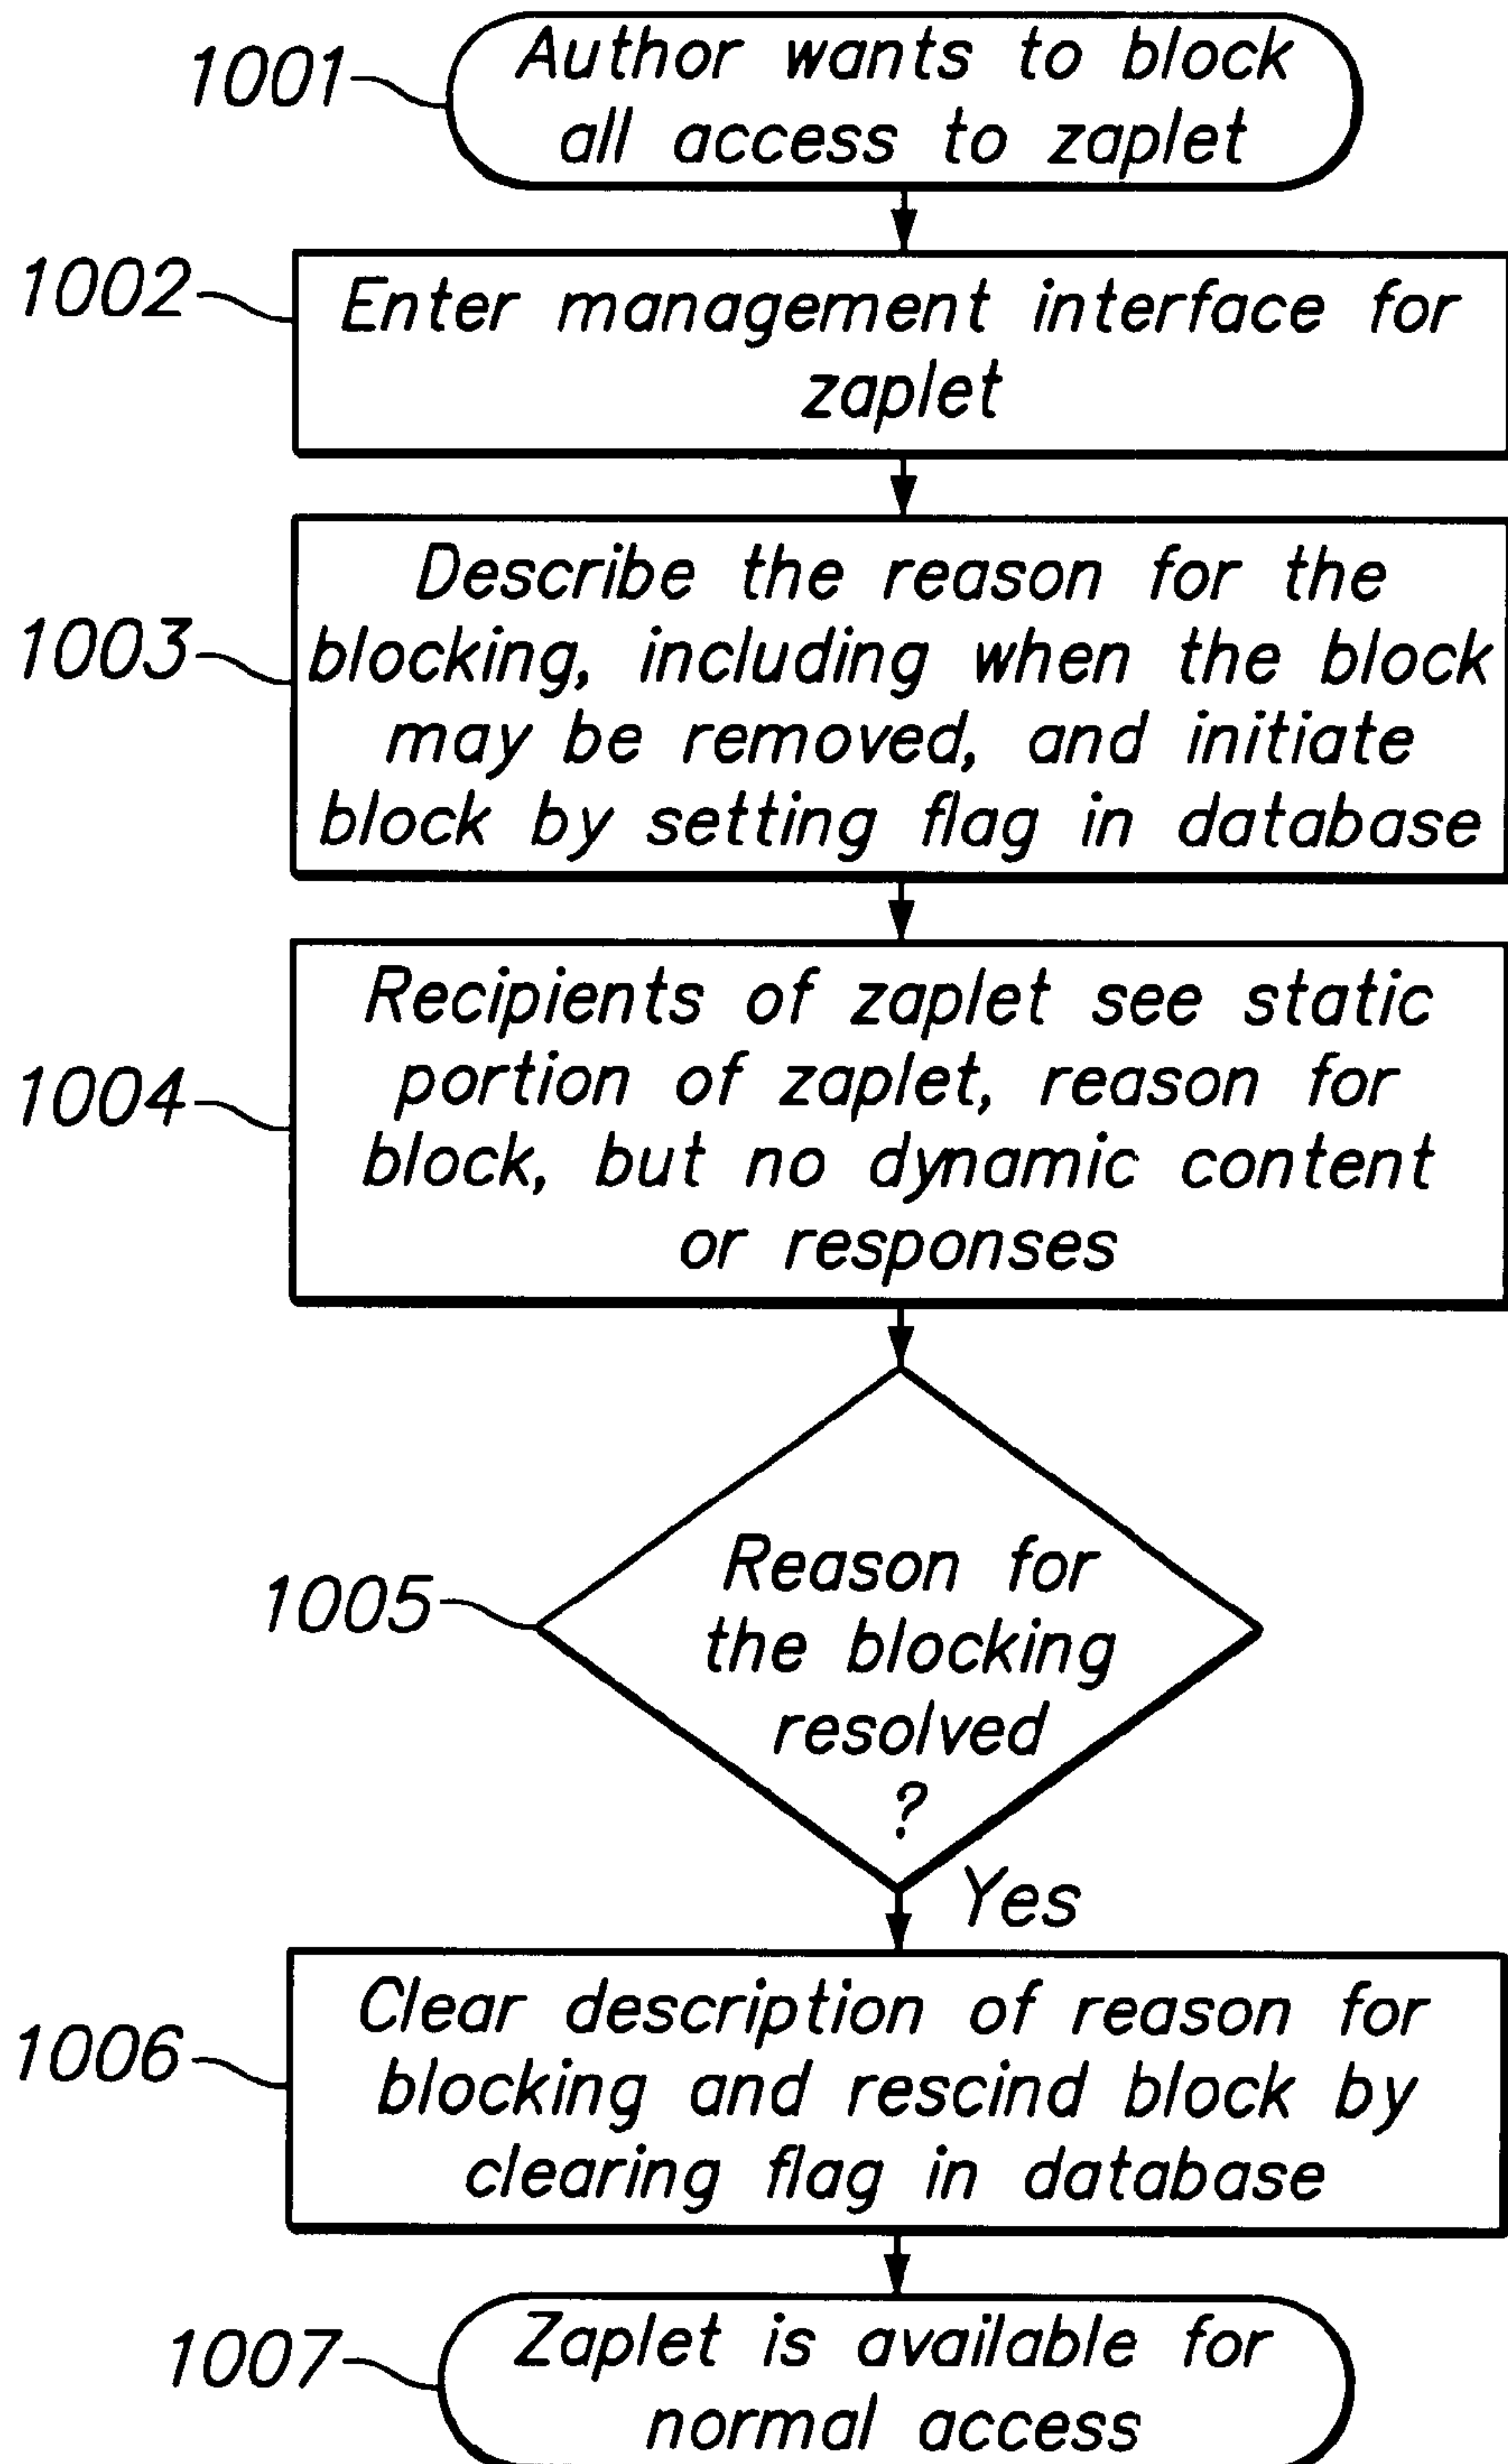 1001
Author wants to block
all access to zaplet
1002
Enter management interface for
zaplet
1003
Describe the reason for the
blocking, including when the block
may be removed, and initiate
block by setting flag in database
1004
Recipients of zaplet see static
portion of zaplet, reason for
block, but no dynamic content
or responses
1005
Reason for
the blocking
resolved
?
Yes
1006
Clear description of reason for
blocking and rescind block by
clearing flag in database
1007
Zaplet is available for
normal access